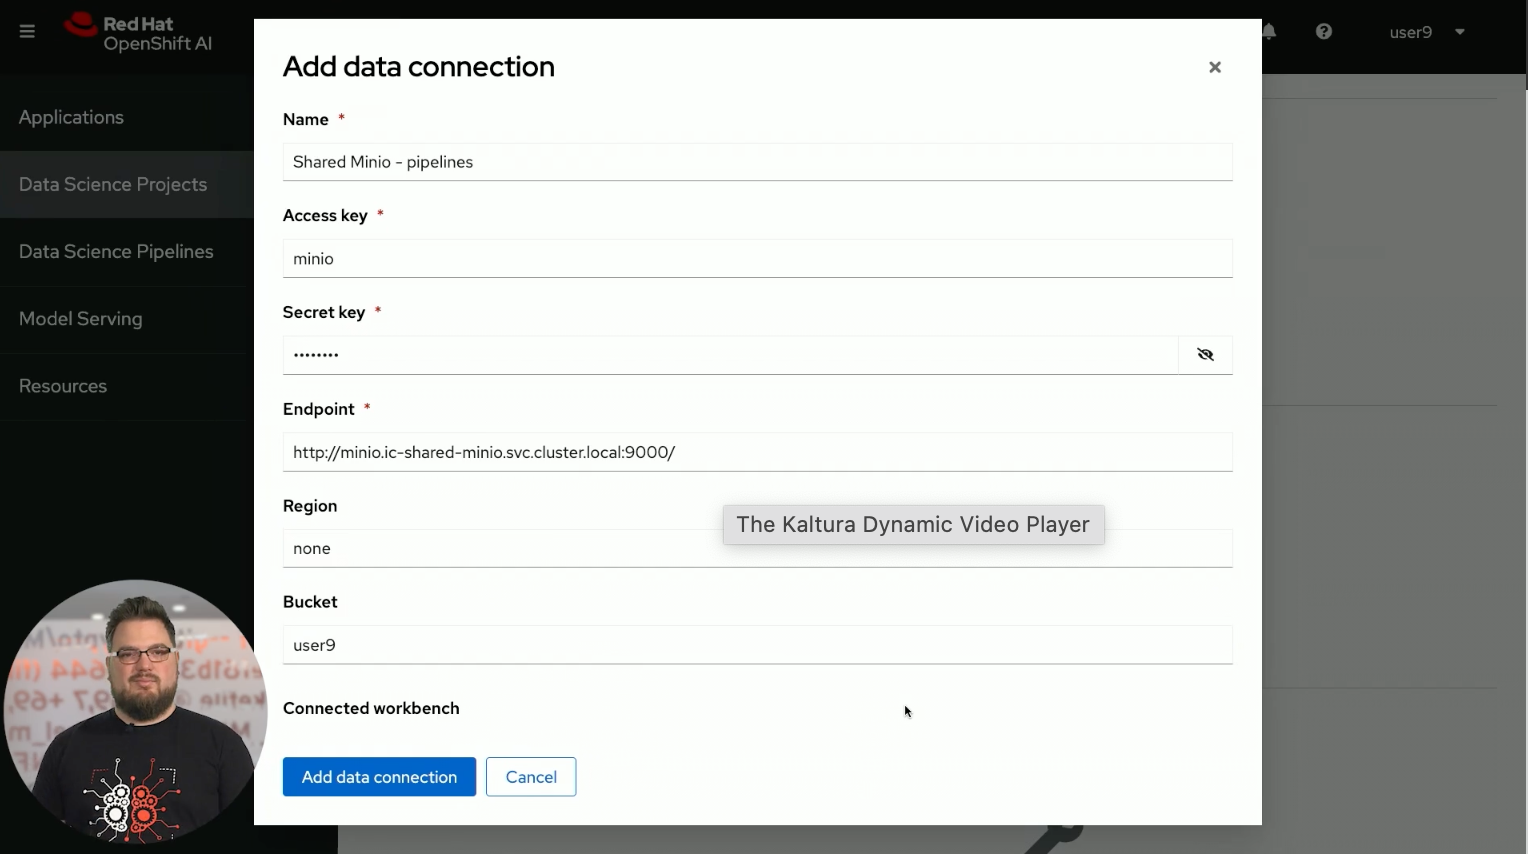 Red Hat
OpenShift AI
user9
Applications
Data Science Projects
Data Science Pipelines
Model Serving
Resources
Add data connection
Name *
Shared Minio - pipelines
Access key *
minio
Secret key *
••••••••
Endpoint *
http://minio.ic-shared-minio.svc.cluster.local:9000/
Region
The Kaltura Dynamic Video Player
none
Bucket
user9
Connected workbench
Add data connection
Cancel